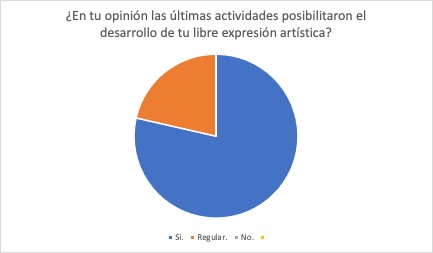 ¿En tu opinión las últimas actividades posibilitaron el
desarrollo de tu libre expresión artística?
Si. Regular. No.